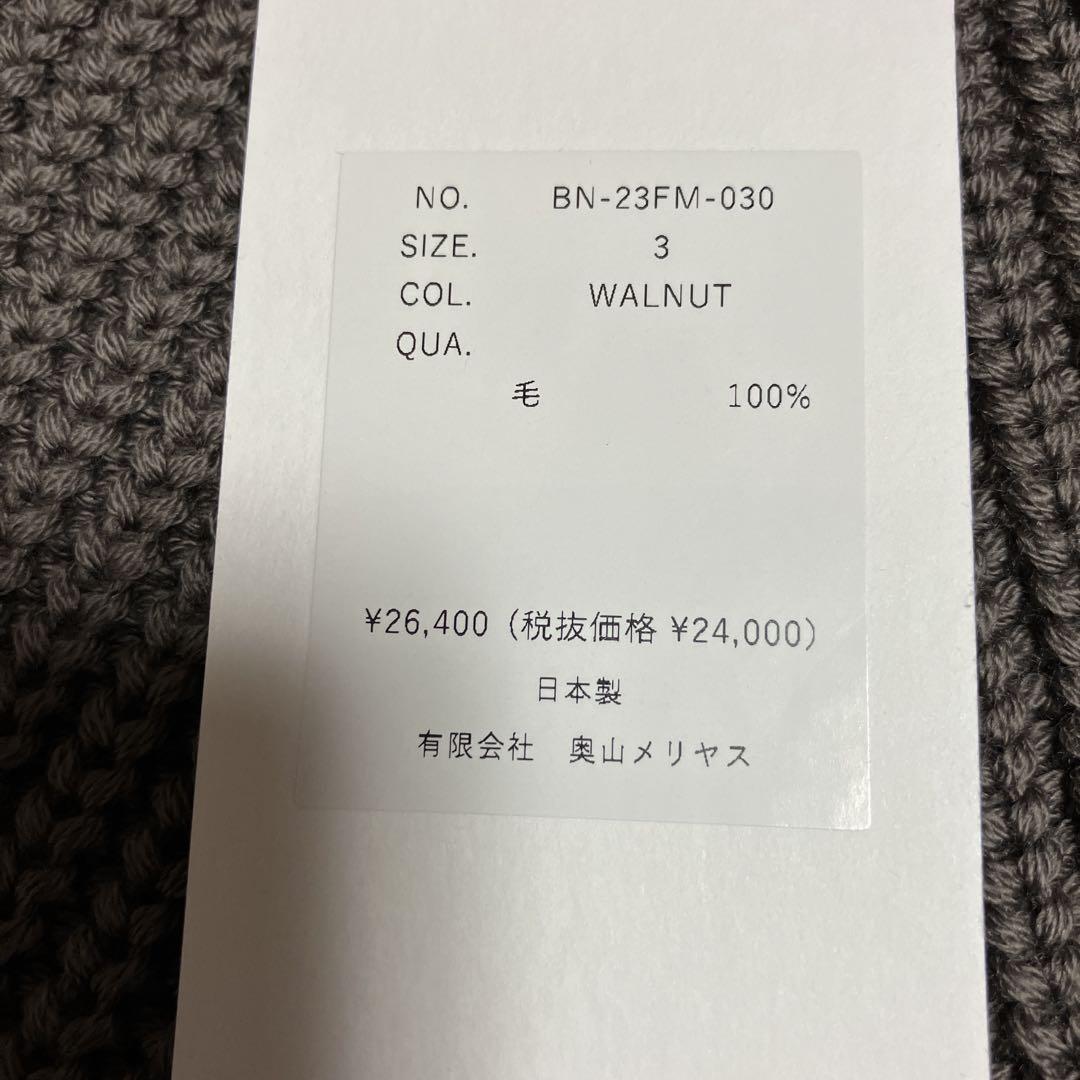 NO. BN-23FM-030
SIZE. 3
COL. WALNUT
QUA.
毛 100%
¥26,400 (税抜価格 ¥24,000)
日本製
有限会社 奥山メリヤス